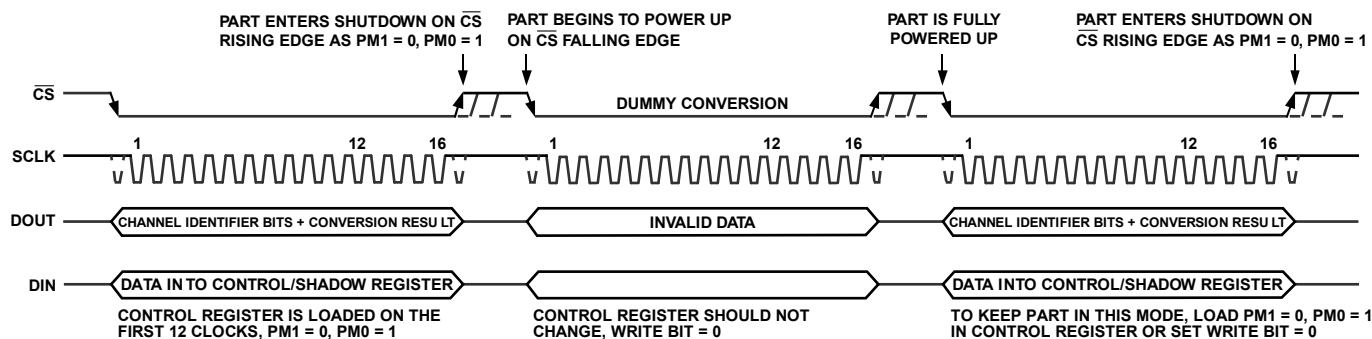 PART ENTERS SHUTDOWN ON CS
RISING EDGE AS PM1 = 0, PM0 = 1
PART BEGINS TO POWER UP
ON CS FALLING EDGE
PART IS FULLY
POWERED UP
PART ENTERS SHUTDOWN ON
CS RISING EDGE AS PM1 = 0, PM0 = 1
CS
DUMMY CONVERSION
1 12 16 1 12 16 1 12 16
SCLK
DOUT CHANNEL IDENTIFIER BITS + CONVERSION RESULT INVALID DATA CHANNEL IDENTIFIER BITS + CONVERSION RESULT
DIN DATA IN TO CONTROL/SHADOW REGISTER DATA INTO CONTROL/SHADOW REGISTER
CONTROL REGISTER IS LOADED ON THE
FIRST 12 CLOCKS, PM1 = 0, PM0 = 1
CONTROL REGISTER SHOULD NOT
CHANGE, WRITE BIT = 0
TO KEEP PART IN THIS MODE, LOAD PM1 = 0, PM0 = 1
IN CONTROL REGISTER OR SET WRITE BIT = 0